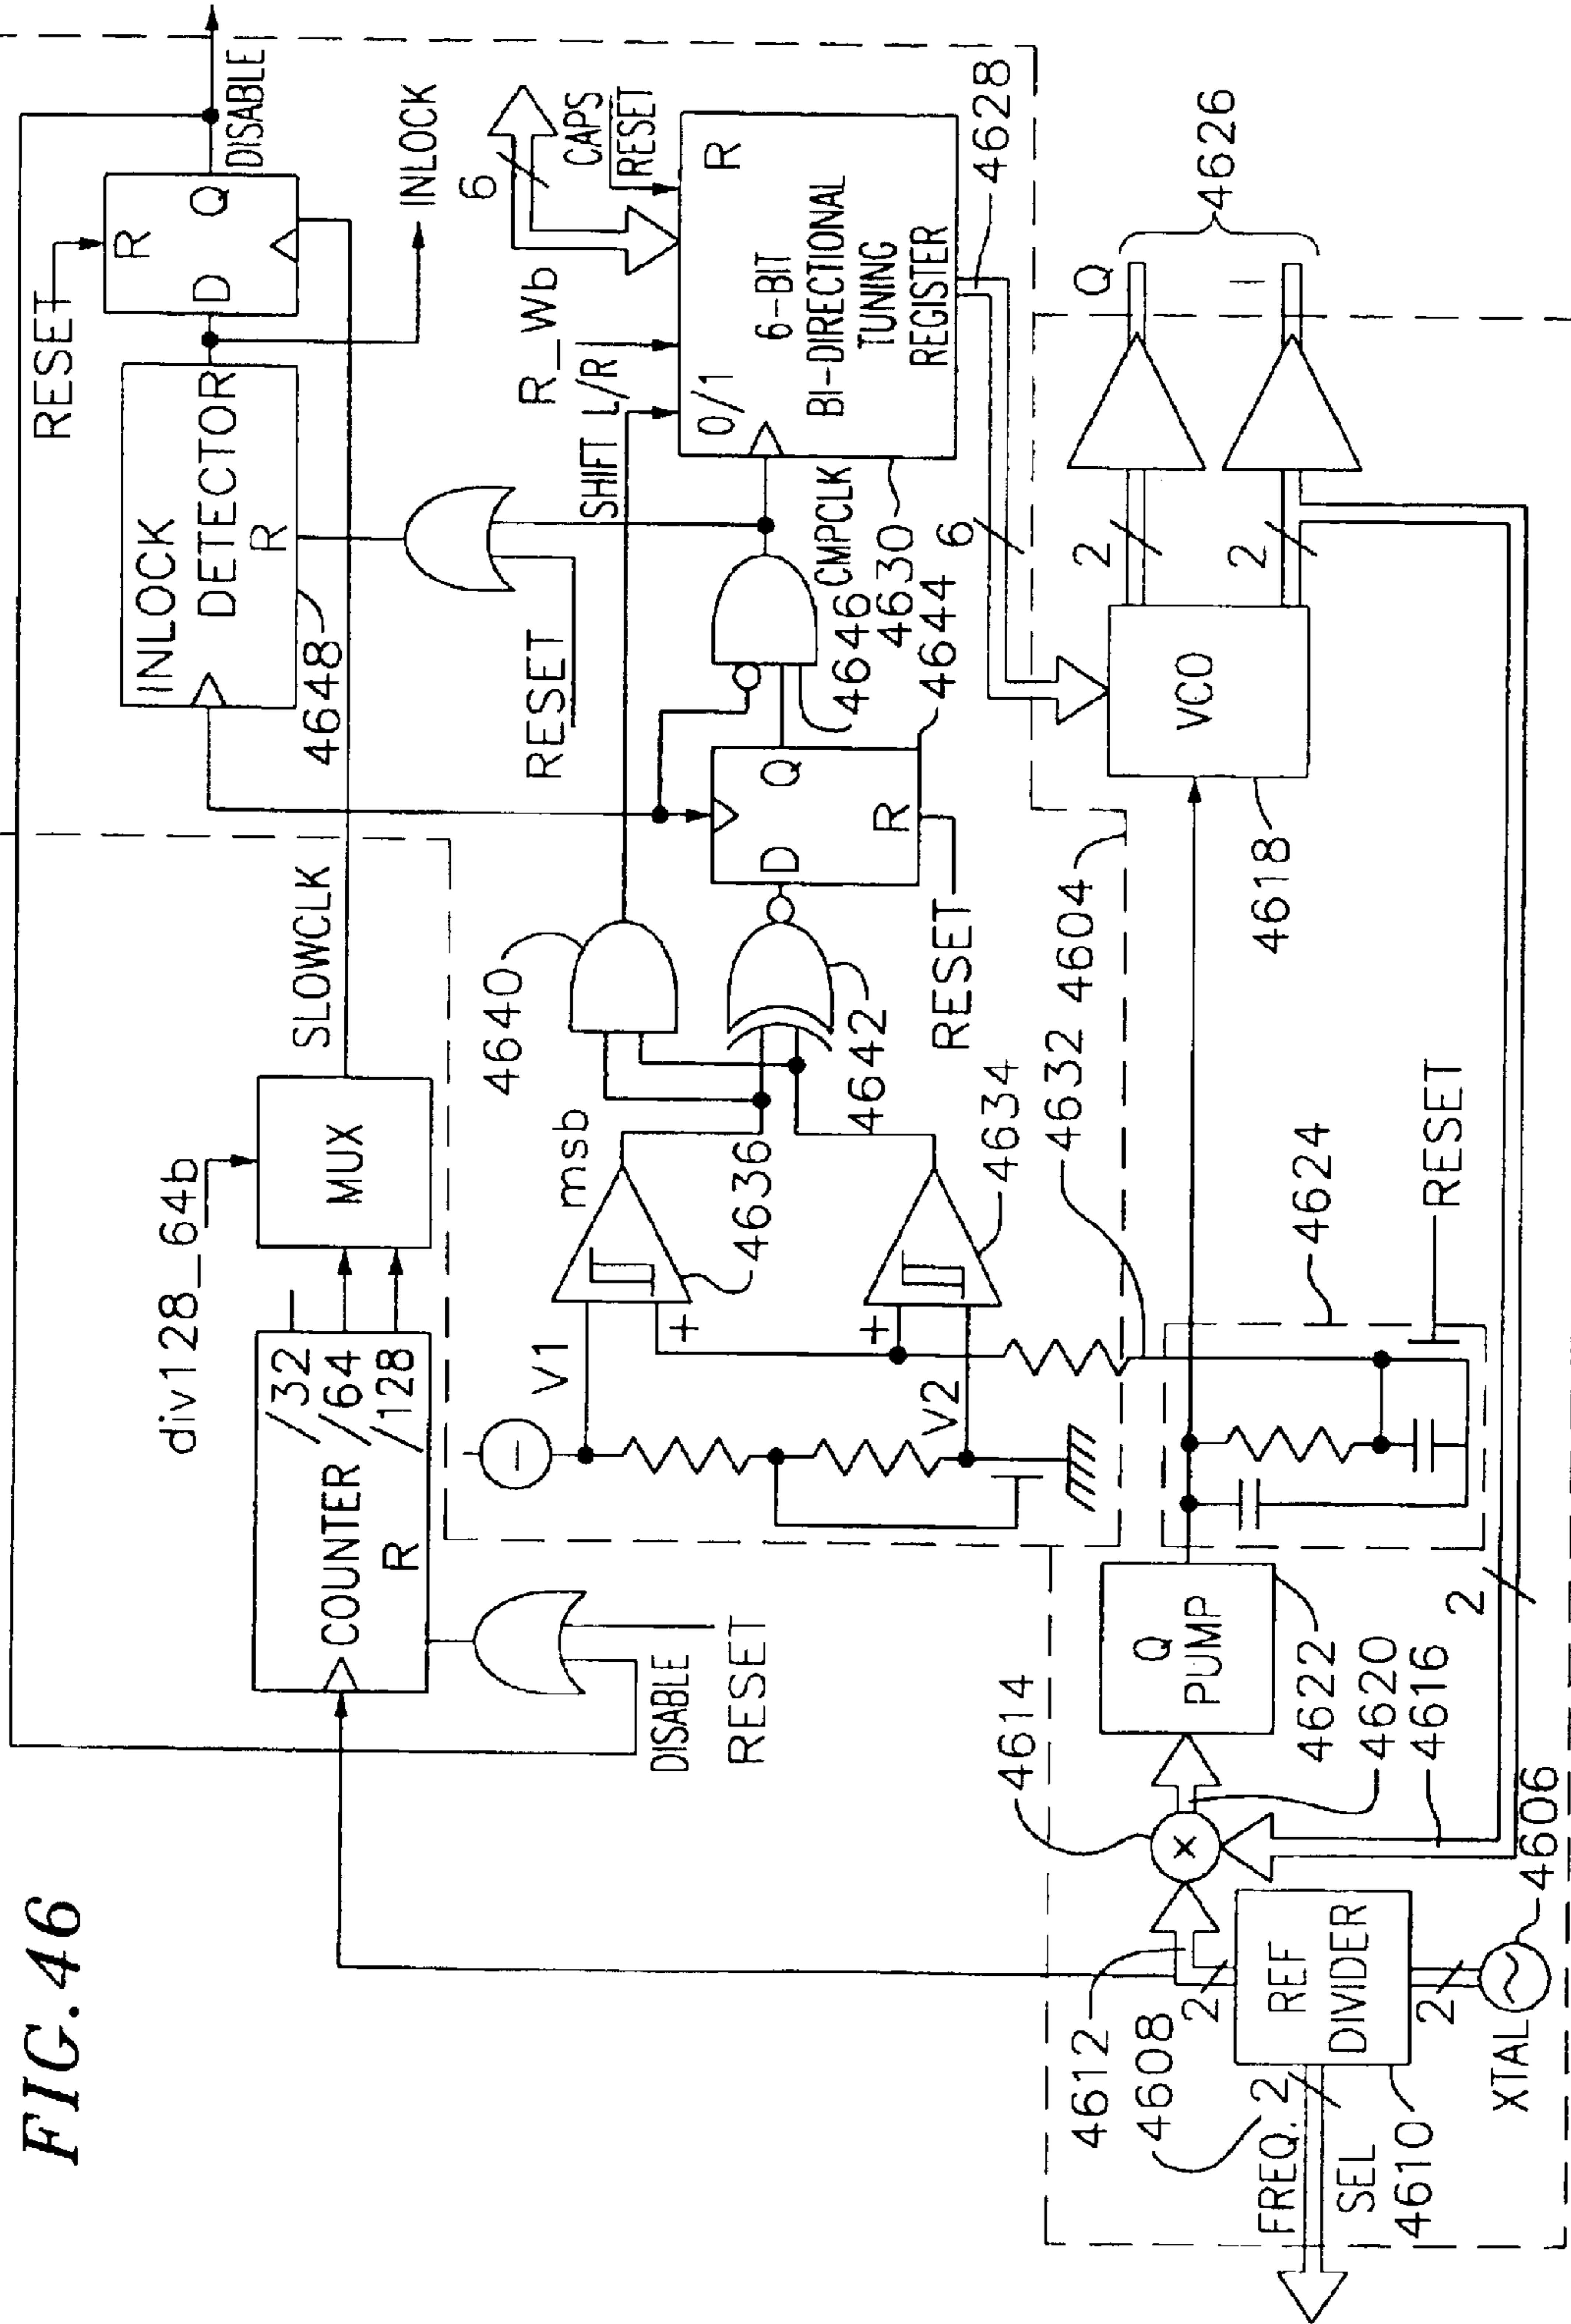 FIG.46
DISABLE
RESET
R
D
Q
INLOCK
INLOCK
DETECTOR
R
4648
SLOWCLK
div128_64b
MUX
COUNTER
/32
/64
/128
R
DISABLE
RESET
RESET
6
CAPS
RESET
R_Wb
SHIFT L/R
0/1
R
6-BIT
BI-DIRECTIONAL
TUNING
REGISTER
4628
CMPCLK
4630
4646
4644
6
D
Q
R
RESET
4640
4642
msb
4636
4634
4632
4604
V1
+
+
V2
VCO
4618
2
2
Q
I
4626
4624
RESET
Q
PUMP
4622
4620
4616
2
4614
x
4612
4608
2
REF
DIVIDER
FREQ.
2
SEL
4610
2
XTAL
4606